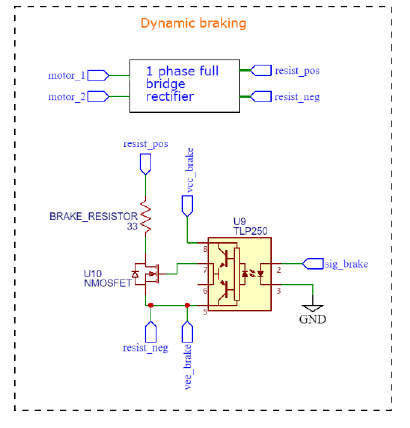 Dynamic braking
1 phase full
bridge
rectifier
motor_1
motor_2
resist_pos
resist_neg
resist_pos
vcc_brake
BRAKE_RESISTOR
33
U9
TLP250
8
7
6
5
2
3
U10
NMOSFET
sig_brake
GND
resist_neg
vee_brake